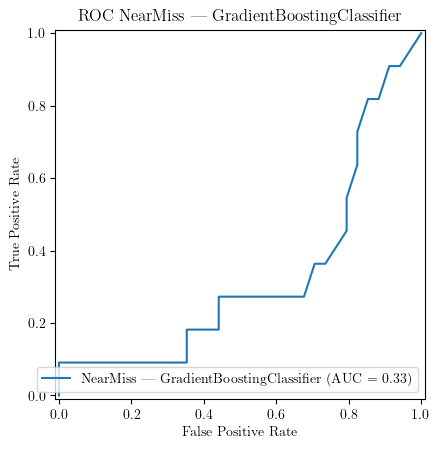 ROC NearMiss — GradientBoostingClassifier
1.0
0.8
0.6
0.4
0.2
0.0
True Positive Rate
NearMiss — GradientBoostingClassifier (AUC = 0.33)
0.0 0.2 0.4 0.6 0.8 1.0
False Positive Rate